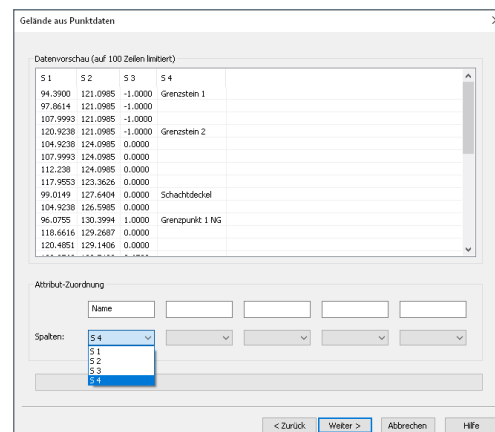 Gelände aus Punktdaten
Datenvorschau (auf 100 Zeilen limitiert)
S 1 S 2 S 3 S 4
94.3900 121.0985 -1.0000 Grenzstein 1
97.8614 121.0985 -1.0000
107.9993 121.0985 -1.0000
120.9238 121.0985 -1.0000 Grenzstein 2
104.9238 124.0985 0.0000
107.9993 124.0985 0.0000
112.238 124.0985 0.0000
117.9553 123.3626 0.0000
99.0149 127.6404 0.0000 Schachtdeckel
104.9238 126.5985 0.0000
96.0755 130.3994 1.0000 Grenzpunkt 1 NG
118.6616 129.2687 0.0000
120.4851 129.1406 0.0000
Attribut-Zuordnung
Name
Spalten: S 4
S 1
S 2
S 3
S 4
< Zurück Weiter > Abbrechen Hilfe